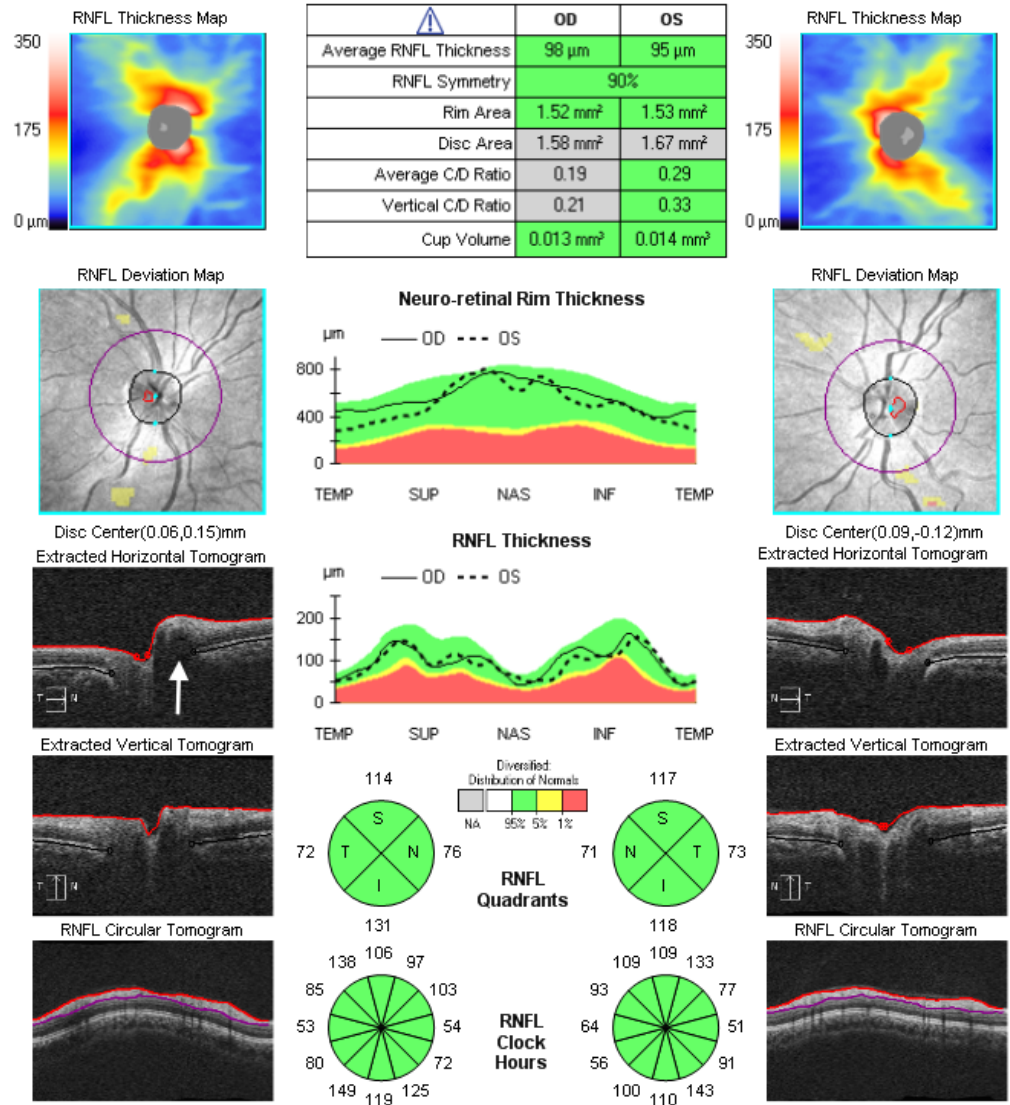 RNFL Thickness Map
350
175
0 µm
OD OS
Average RNFL Thickness 98 µm 95 µm
RNFL Symmetry 90%
Rim Area 1.52 mm² 1.53 mm²
Disc Area 1.58 mm² 1.67 mm²
Average C/D Ratio 0.19 0.29
Vertical C/D Ratio 0.21 0.33
Cup Volume 0.013 mm³ 0.014 mm³
RNFL Thickness Map
350
175
0 µm
RNFL Deviation Map
Disc Center(0.06,0.15)mm
Neuro-retinal Rim Thickness
µm OD OS
800
400
0
TEMP SUP NAS INF TEMP
RNFL Deviation Map
Disc Center(0.09,-0.12)mm
Extracted Horizontal Tomogram
T N
Extracted Vertical Tomogram
T N
RNFL Circular Tomogram
RNFL Thickness
µm OD OS
200
100
0
TEMP SUP NAS INF TEMP
Diversified:
Distribution of Normals
NA 95% 5% 1%
114
S
72 T N 76
I
131
RNFL
Quadrants
117
S
71 N T 73
I
118
106
138 97
85 103
53 54
80 72
149 125
119
RNFL
Clock
Hours
109
109 133
93 77
64 51
56 91
100 143
110
Extracted Horizontal Tomogram
N T
Extracted Vertical Tomogram
N T
RNFL Circular Tomogram